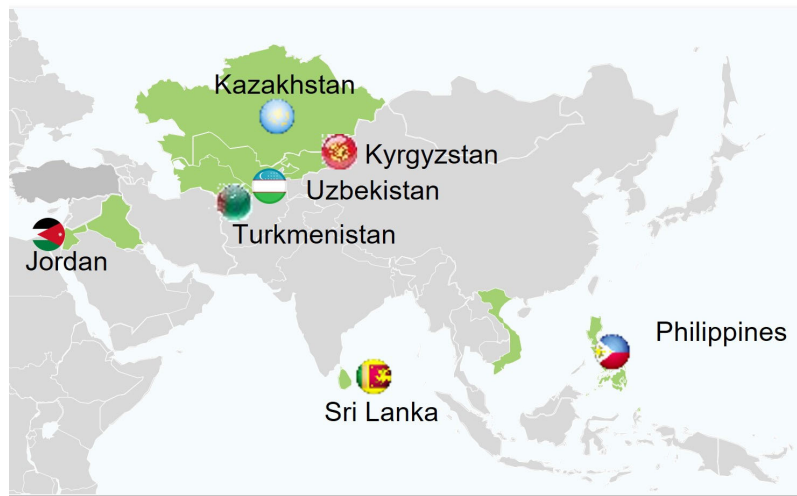 Kazakhstan
Kyrgyzstan
Uzbekistan
Turkmenistan
Jordan
Philippines
Sri Lanka